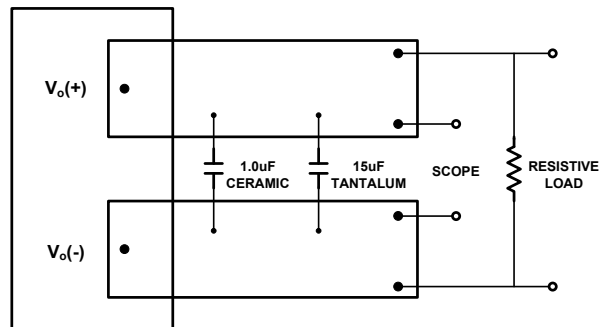 Vo(+)
1.0uF
CERAMIC
15uF
TANTALUM
SCOPE
RESISTIVE
LOAD
Vo(-)